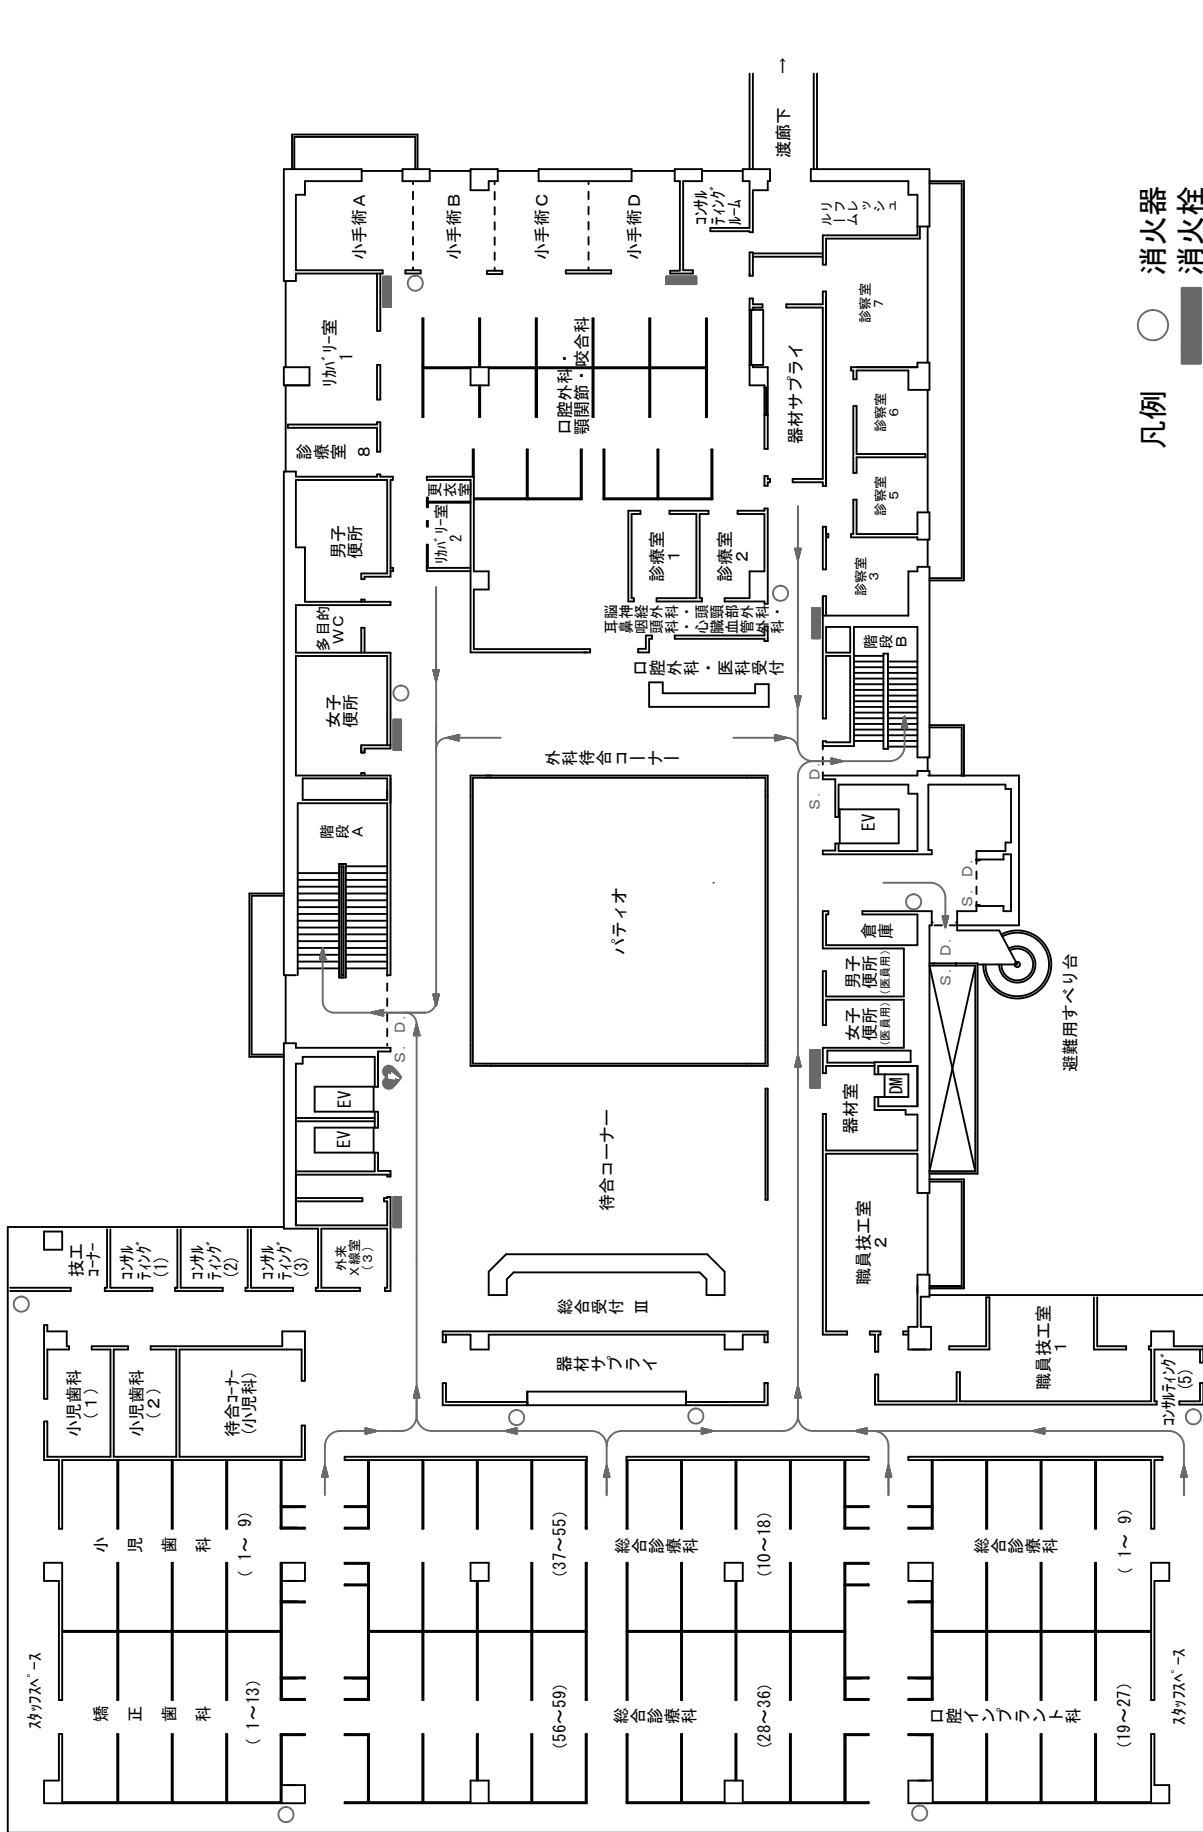 渡廊下 →
小手術A
小手術B
小手術C
小手術D
コンサル
ティング
ルーム
リフレッシュ
ルーム
リカバリー室
1
診療室
8
男子
便所
多目的
WC
女子
便所
階段
A
更衣室
リカバリー室
2
口腔外科・
顎関節・咬合科
器材サプライ
診療室
1
診療室
2
脳神経外科・頭頸部外科・
耳鼻咽頭科・心臓血管外科
口腔外科・医科受付
外科待合コーナー
診察室
7
診察室
6
診察室
5
診察室
3
階段
B
S. D.
EV
S. D.
S. D.
倉庫
男子
便所
(医員用)
女子
便所
(医員用)
避難用すべり台
パティオ
S. D.
EV
EV
待合コーナー
器材室
DM
職員技工室
2
総合受付 Ⅲ
器材サプライ
技工
コーナー
コンサル
ティング
(1)
コンサル
ティング
(2)
コンサル
ティング
(3)
外来
X線室
(3)
小児歯科
(1)
小児歯科
(2)
待合コーナー
(小児科)
職員技工室
1
コンサルティング
(5)
小児歯科
(1~ 9)
(37~55)
総合診療科
(10~18)
総合診療科
(1~ 9)
スタッフスペース
矯正歯科
(1~13)
(56~59)
総合診療科
(28~36)
口腔インプラント科
(19~27)
スタッフスペース
凡例
消火器
消火栓